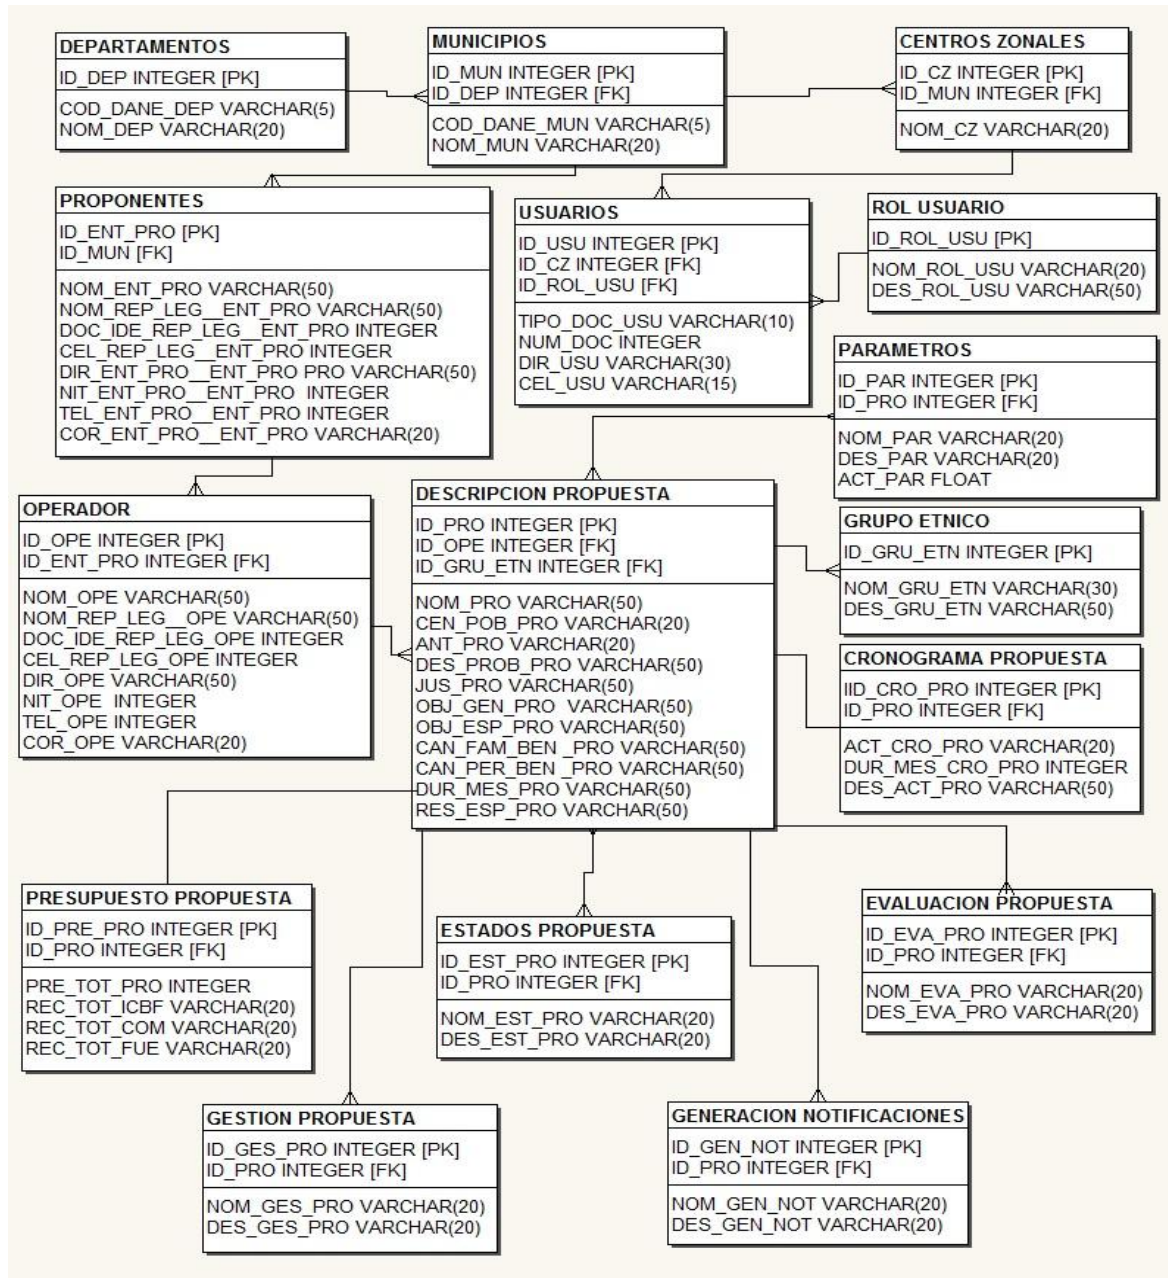 DEPARTAMENTOS
ID_DEP INTEGER [PK]
COD_DANE_DEP VARCHAR(5)
NOM_DEP VARCHAR(20)
MUNICIPIOS
ID_MUN INTEGER [PK]
ID_DEP INTEGER [FK]
COD_DANE_MUN VARCHAR(5)
NOM_MUN VARCHAR(20)
CENTROS ZONALES
ID_CZ INTEGER [PK]
ID_MUN INTEGER [FK]
NOM_CZ VARCHAR(20)
PROPONENTES
ID_ENT_PRO [PK]
ID_MUN [FK]
NOM_ENT_PRO VARCHAR(50)
NOM_REP_LEG__ENT_PRO VARCHAR(50)
DOC_IDE_REP_LEG__ENT_PRO INTEGER
CEL_REP_LEG__ENT_PRO INTEGER
DIR_ENT_PRO__ENT_PRO PRO VARCHAR(50)
NIT_ENT_PRO__ENT_PRO  INTEGER
TEL_ENT_PRO__ENT_PRO INTEGER
COR_ENT_PRO__ENT_PRO VARCHAR(20)
USUARIOS
ID_USU INTEGER [PK]
ID_CZ INTEGER [FK]
ID_ROL_USU [FK]
TIPO_DOC_USU VARCHAR(10)
NUM_DOC INTEGER
DIR_USU VARCHAR(30)
CEL_USU VARCHAR(15)
ROL USUARIO
ID_ROL_USU [PK]
NOM_ROL_USU VARCHAR(20)
DES_ROL_USU VARCHAR(50)
PARAMETROS
ID_PAR INTEGER [PK]
ID_PRO INTEGER [FK]
NOM_PAR VARCHAR(20)
DES_PAR VARCHAR(20)
ACT_PAR FLOAT
OPERADOR
ID_OPE INTEGER [PK]
ID_ENT_PRO INTEGER [FK]
NOM_OPE VARCHAR(50)
NOM_REP_LEG__OPE VARCHAR(50)
DOC_IDE_REP_LEG_OPE INTEGER
CEL_REP_LEG_OPE INTEGER
DIR_OPE VARCHAR(50)
NIT_OPE  INTEGER
TEL_OPE INTEGER
COR_OPE VARCHAR(20)
DESCRIPCION PROPUESTA
ID_PRO INTEGER [PK]
ID_OPE INTEGER [FK]
ID_GRU_ETN INTEGER [FK]
NOM_PRO VARCHAR(50)
CEN_POB_PRO VARCHAR(20)
ANT_PRO VARCHAR(20)
DES_PROB_PRO VARCHAR(50)
JUS_PRO VARCHAR(50)
OBJ_GEN_PRO  VARCHAR(50)
OBJ_ESP_PRO VARCHAR(50)
CAN_FAM_BEN _PRO VARCHAR(50)
CAN_PER_BEN _PRO VARCHAR(50)
DUR_MES_PRO VARCHAR(50)
RES_ESP_PRO VARCHAR(50)
GRUPO ETNICO
ID_GRU_ETN INTEGER [PK]
NOM_GRU_ETN VARCHAR(30)
DES_GRU_ETN VARCHAR(50)
CRONOGRAMA PROPUESTA
IID_CRO_PRO INTEGER [PK]
ID_PRO INTEGER [FK]
ACT_CRO_PRO VARCHAR(20)
DUR_MES_CRO_PRO INTEGER
DES_ACT_PRO VARCHAR(50)
PRESUPUESTO PROPUESTA
ID_PRE_PRO INTEGER [PK]
ID_PRO INTEGER [FK]
PRE_TOT_PRO INTEGER
REC_TOT_ICBF VARCHAR(20)
REC_TOT_COM VARCHAR(20)
REC_TOT_FUE VARCHAR(20)
ESTADOS PROPUESTA
ID_EST_PRO INTEGER [PK]
ID_PRO INTEGER [FK]
NOM_EST_PRO VARCHAR(20)
DES_EST_PRO VARCHAR(20)
EVALUACION PROPUESTA
ID_EVA_PRO INTEGER [PK]
ID_PRO INTEGER [FK]
NOM_EVA_PRO VARCHAR(20)
DES_EVA_PRO VARCHAR(20)
GESTION PROPUESTA
ID_GES_PRO INTEGER [PK]
ID_PRO INTEGER [FK]
NOM_GES_PRO VARCHAR(20)
DES_GES_PRO VARCHAR(20)
GENERACION NOTIFICACIONES
ID_GEN_NOT INTEGER [PK]
ID_PRO INTEGER [FK]
NOM_GEN_NOT VARCHAR(20)
DES_GEN_NOT VARCHAR(20)